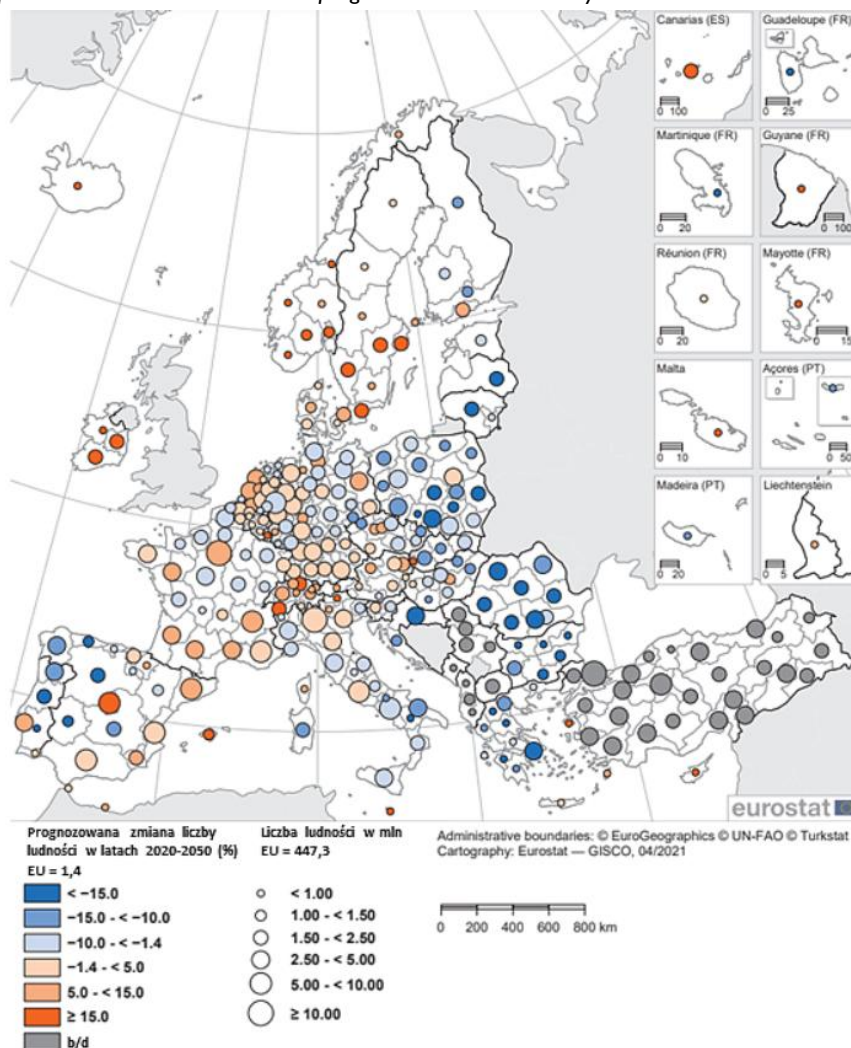 Canarias (ES)
0 100
Guadeloupe (FR)
0 25
Martinique (FR)
0 20
Guyane (FR)
0 100
Réunion (FR)
0 20
Mayotte (FR)
0 15
Malta
0 10
Açores (PT)
0 50
Madeira (PT)
0 20
Liechtenstein
0 5
eurostat
Prognozowana zmiana liczby
ludności w latach 2020-2050 (%)
EU = 1,4
< −15.0
−15.0 - < −10.0
−10.0 - < −1.4
−1.4 - < 5.0
5.0 - < 15.0
≥ 15.0
b/d
Liczba ludności w mln
EU = 447,3
< 1.00
1.00 - < 1.50
1.50 - < 2.50
2.50 - < 5.00
5.00 - < 10.00
≥ 10.00
Administrative boundaries: © EuroGeographics © UN-FAO © Turkstat
Cartography: Eurostat — GISCO, 04/2021
0 200 400 600 800 km